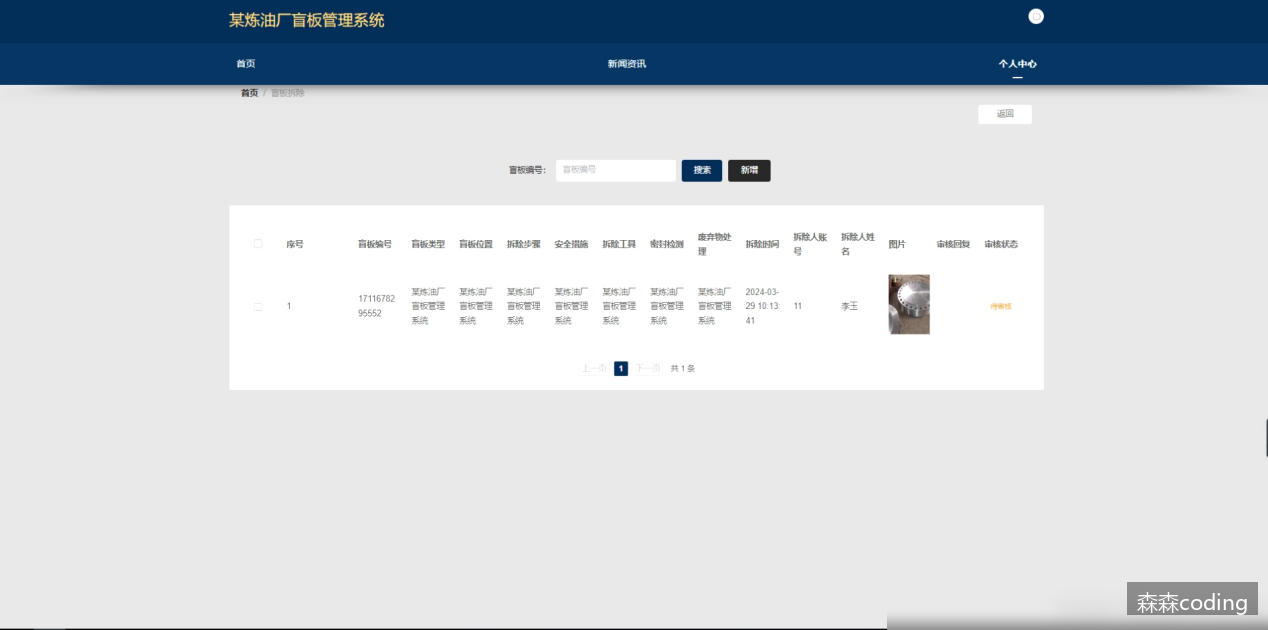 某炼油厂盲板管理系统
首页
新闻资讯
个人中心
首页 / 盲板拆除
返回
盲板编号： 盲板编号 搜索 新增
序号 盲板编号 盲板类型 盲板位置 拆除步骤 安全措施 拆除工具 密封检测 废弃物处理 拆除时间 拆除人账号 拆除人姓名 图片 审核回复 审核状态
1 1711678295552 某炼油厂盲板管理系统 某炼油厂盲板管理系统 某炼油厂盲板管理系统 某炼油厂盲板管理系统 某炼油厂盲板管理系统 某炼油厂盲板管理系统 某炼油厂盲板管理系统 2024-03-29 10:13:41 11 李玉 待审核
上一页 1 下一页 共 1 条
森森coding